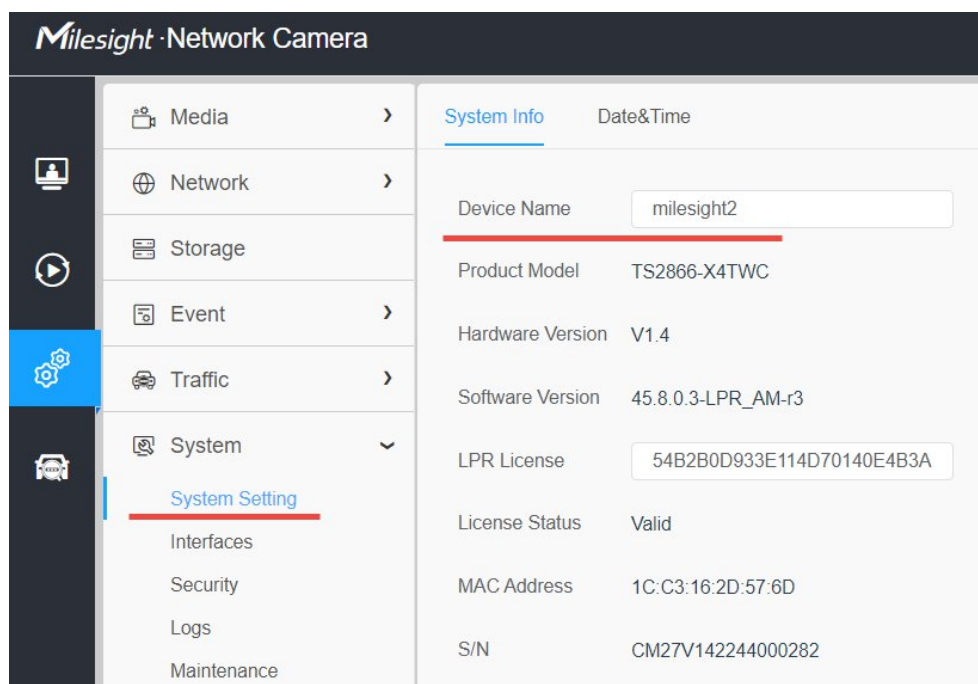 Milesight · Network Camera
Media
Network
Storage
Event
Traffic
System
System Setting
Interfaces
Security
Logs
Maintenance
System Info Date&Time
Device Name milesight2
Product Model TS2866-X4TWC
Hardware Version V1.4
Software Version 45.8.0.3-LPR_AM-r3
LPR License 54B2B0D933E114D70140E4B3A
License Status Valid
MAC Address 1C:C3:16:2D:57:6D
S/N CM27V142244000282